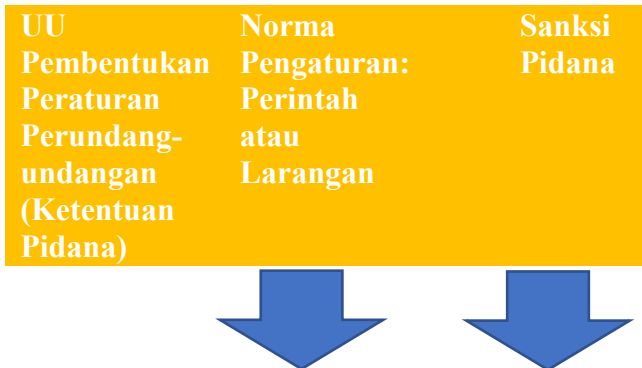 UU
Pembentukan
Peraturan
Perundang-
undangan
(Ketentuan
Pidana)
Norma
Pengaturan:
Perintah
atau
Larangan
Sanksi
Pidana